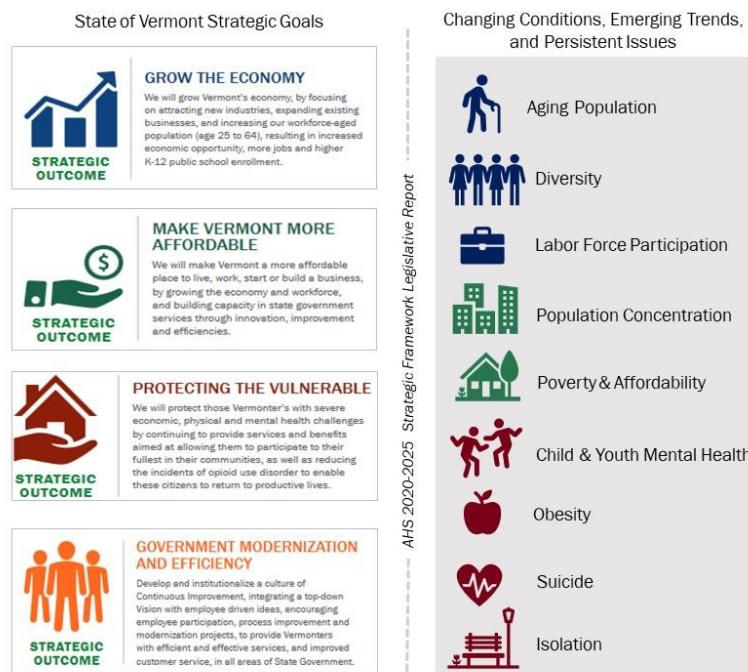 State of Vermont Strategic Goals
GROW THE ECONOMY
We will grow Vermont's economy, by focusing
on attracting new industries, expanding existing
businesses, and increasing our workforce-aged
population (age 25 to 64), resulting in increased
economic opportunity, more jobs and higher
K-12 public school enrollment.
STRATEGIC
OUTCOME
MAKE VERMONT MORE
AFFORDABLE
We will make Vermont a more affordable
place to live, work, start or build a business,
by growing the economy and workforce,
and building capacity in state government
services through innovation, improvement
and efficiencies.
$
STRATEGIC
OUTCOME
PROTECTING THE VULNERABLE
We will protect those Vermonter's with severe
economic, physical and mental health challenges
by continuing to provide services and benefits
aimed at allowing them to participate to their
fullest in their communities, as well as reducing
the incidents of opioid use disorder to enable
these citizens to return to productive lives.
STRATEGIC
OUTCOME
GOVERNMENT MODERNIZATION
AND EFFICIENCY
Develop and institutionalize a culture of
Continuous Improvement, integrating a top-down
Vision with employee driven ideas, encouraging
employee participation, process improvement and
modernization projects, to provide Vermonters
with efficient and effective services, and improved
customer service, in all areas of State Government.
STRATEGIC
OUTCOME
AHS 2020-2025 Strategic Framework Legislative Report
Changing Conditions, Emerging Trends,
and Persistent Issues
Aging Population
Diversity
Labor Force Participation
Population Concentration
Poverty & Affordability
Child & Youth Mental Health
Obesity
Suicide
Isolation